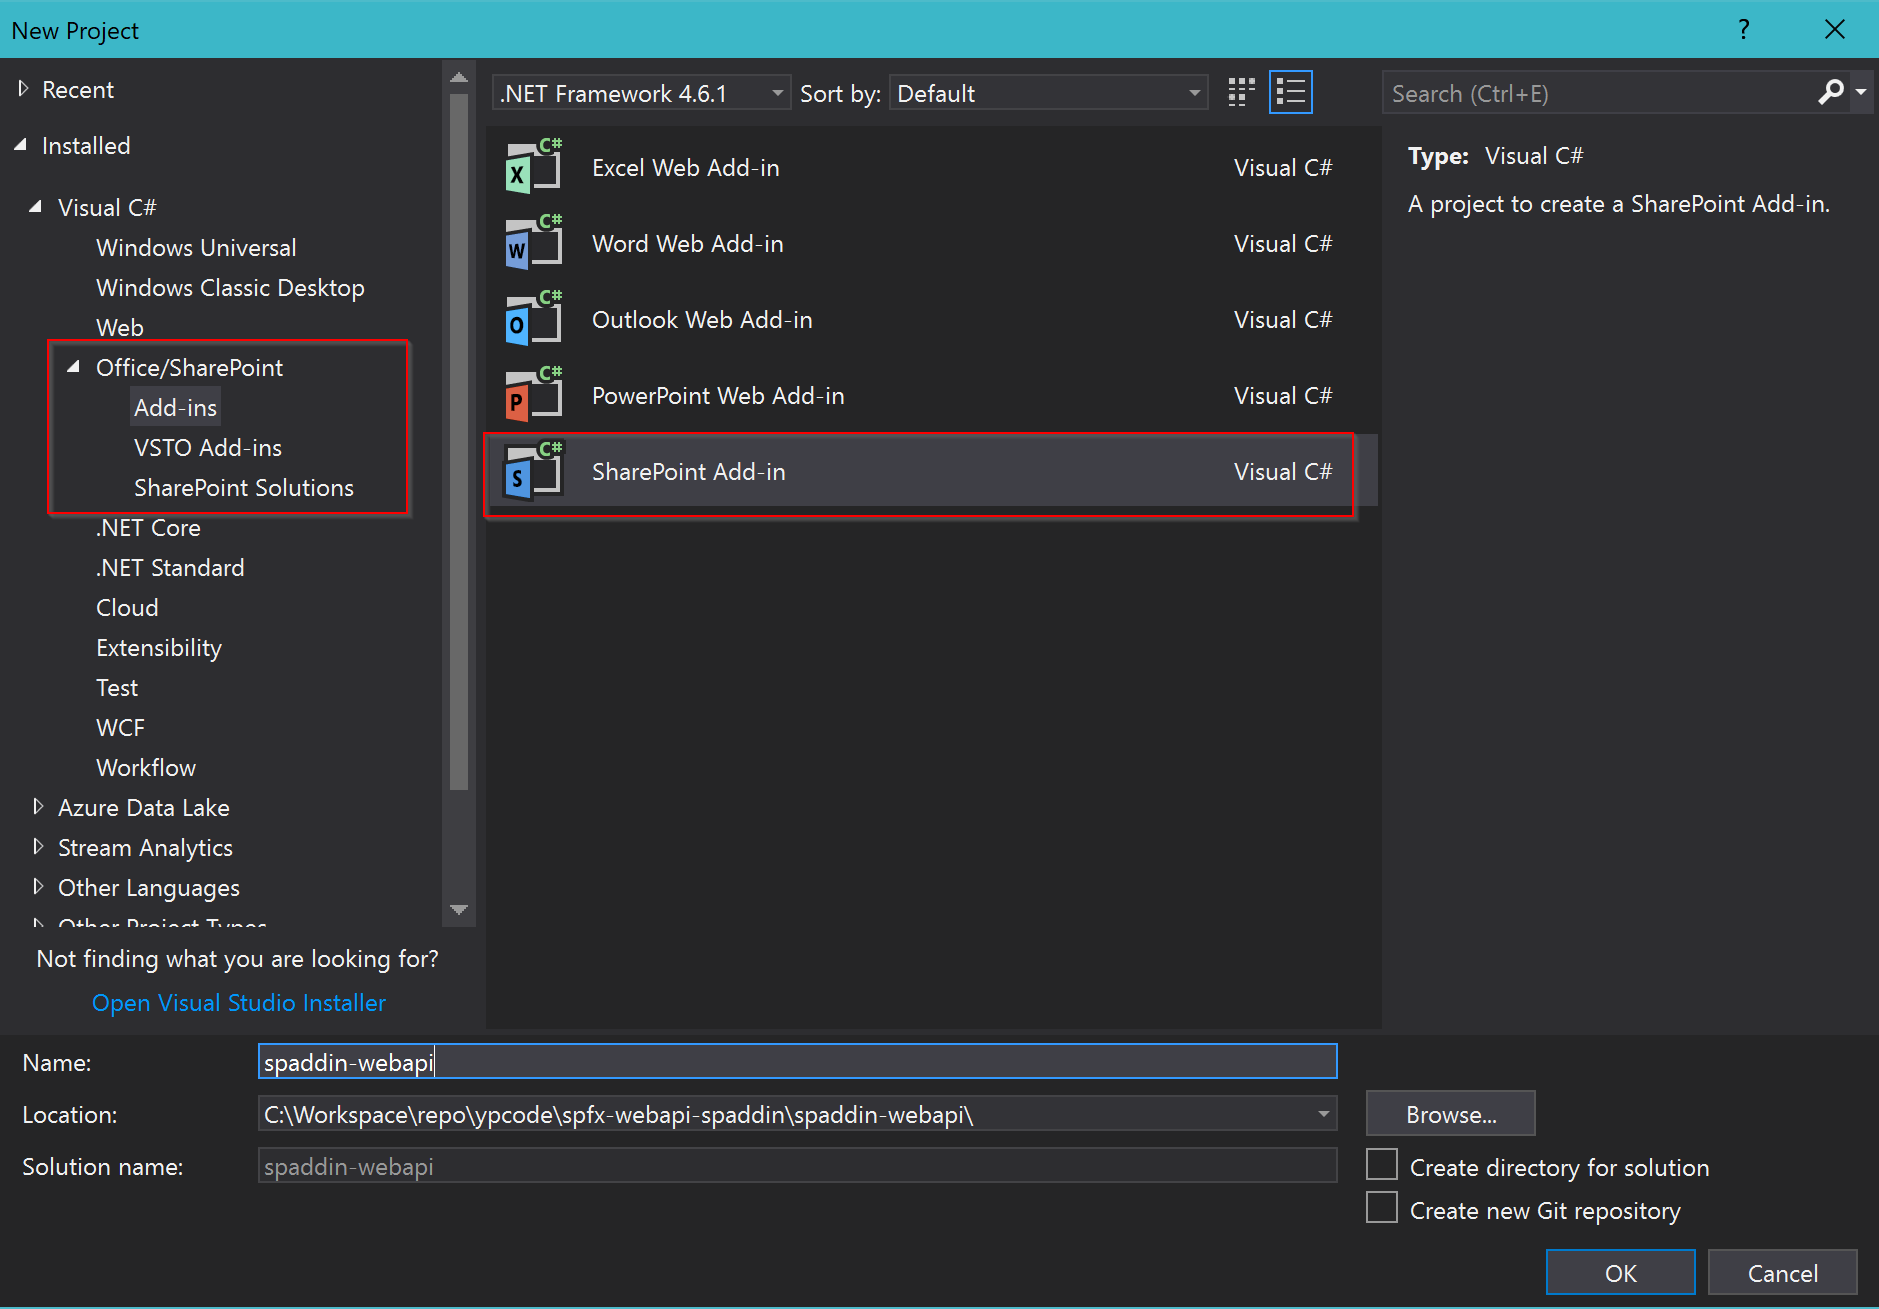 New Project
?
Recent
Installed
Visual C#
Windows Universal
Windows Classic Desktop
Web
Office/SharePoint
Add-ins
VSTO Add-ins
SharePoint Solutions
.NET Core
.NET Standard
Cloud
Extensibility
Test
WCF
Workflow
Azure Data Lake
Stream Analytics
Other Languages
Other Project Types
Not finding what you are looking for?
Open Visual Studio Installer
.NET Framework 4.6.1
Sort by:
Default
C#
X
Excel Web Add-in
Visual C#
C#
W
Word Web Add-in
Visual C#
C#
O
Outlook Web Add-in
Visual C#
C#
P
PowerPoint Web Add-in
Visual C#
C#
S
SharePoint Add-in
Visual C#
Search (Ctrl+E)
Type: Visual C#
A project to create a SharePoint Add-in.
Name:
spaddin-webapi
Location:
C:\Workspace\repo\ypcode\spfx-webapi-spaddin\spaddin-webapi\
Browse...
Solution name:
spaddin-webapi
Create directory for solution
Create new Git repository
OK
Cancel